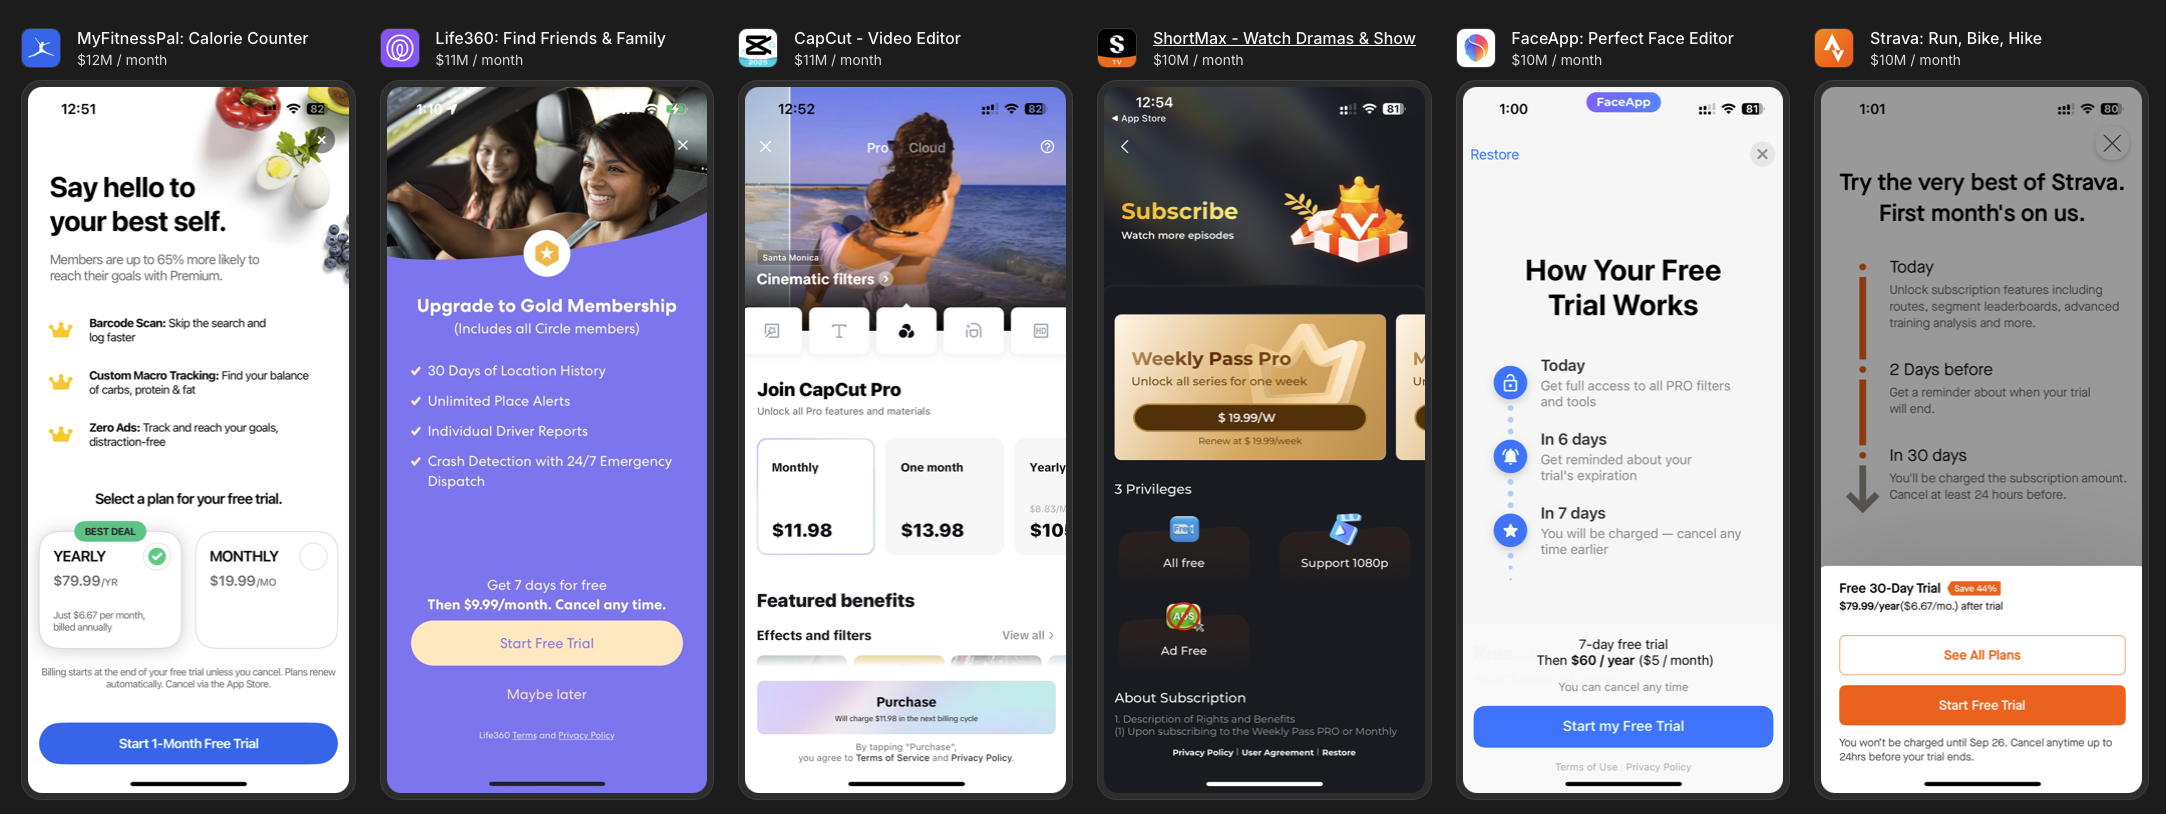 MyFitnessPal: Calorie Counter
$12M / month
12:51
82
Say hello to
your best self.
Members are up to 65% more likely to
reach their goals with Premium.
Barcode Scan: Skip the search and
log faster
Custom Macro Tracking: Find your balance
of carbs, protein & fat
Zero Ads: Track and reach your goals,
distraction-free
Select a plan for your free trial.
BEST DEAL
YEARLY
$79.99/YR
Just $6.67 per month,
billed annually
MONTHLY
$19.99/MO
Billing starts at the end of your free trial unless you cancel. Plans renew
automatically. Cancel via the App Store.
Start 1-Month Free Trial
Life360: Find Friends & Family
$11M / month
1:10
Upgrade to Gold Membership
(Includes all Circle members)
30 Days of Location History
Unlimited Place Alerts
Individual Driver Reports
Crash Detection with 24/7 Emergency
Dispatch
Get 7 days for free
Then $9.99/month. Cancel any time.
Start Free Trial
Maybe later
Life360 Terms and Privacy Policy
2025
CapCut - Video Editor
$11M / month
12:52
82
Pro Cloud
Santa Monica
Cinematic filters
T
HD
Join CapCut Pro
Unlock all Pro features and materials
Monthly
$11.98
One month
$13.98
Yearly
$8.83/M
$10
Featured benefits
Effects and filters
View all
Purchase
Will charge $11.98 in the next billing cycle
By tapping "Purchase",
you agree to Terms of Service and Privacy Policy.
S
TV
ShortMax - Watch Dramas & Show
$10M / month
12:54
81
App Store
Subscribe
Watch more episodes
Weekly Pass Pro
Unlock all series for one week
$ 19.99/W
Renew at $ 19.99/week
M
Un
3 Privileges
Free
All free
Support 1080p
ADS
Ad Free
About Subscription
1. Description of Rights and Benefits
(1) Upon subscribing to the Weekly Pass PRO or Monthly
Privacy Policy | User Agreement | Restore
FaceApp: Perfect Face Editor
$10M / month
1:00
FaceApp
81
Restore
How Your Free
Trial Works
Today
Get full access to all PRO filters
and tools
In 6 days
Get reminded about your
trial's expiration
In 7 days
You will be charged — cancel any
time earlier
7-day free trial
Then $60 / year ($5 / month)
You can cancel any time
Start my Free Trial
Terms of Use | Privacy Policy
Strava: Run, Bike, Hike
$10M / month
1:01
80
Try the very best of Strava.
First month's on us.
Today
Unlock subscription features including
routes, segment leaderboards, advanced
training analysis and more.
2 Days before
Get a reminder about when your trial
will end.
In 30 days
You'll be charged the subscription amount.
Cancel at least 24 hours before.
Free 30-Day Trial
Save 44%
$79.99/year($6.67/mo.) after trial
See All Plans
Start Free Trial
You won't be charged until Sep 26. Cancel anytime up to
24hrs before your trial ends.